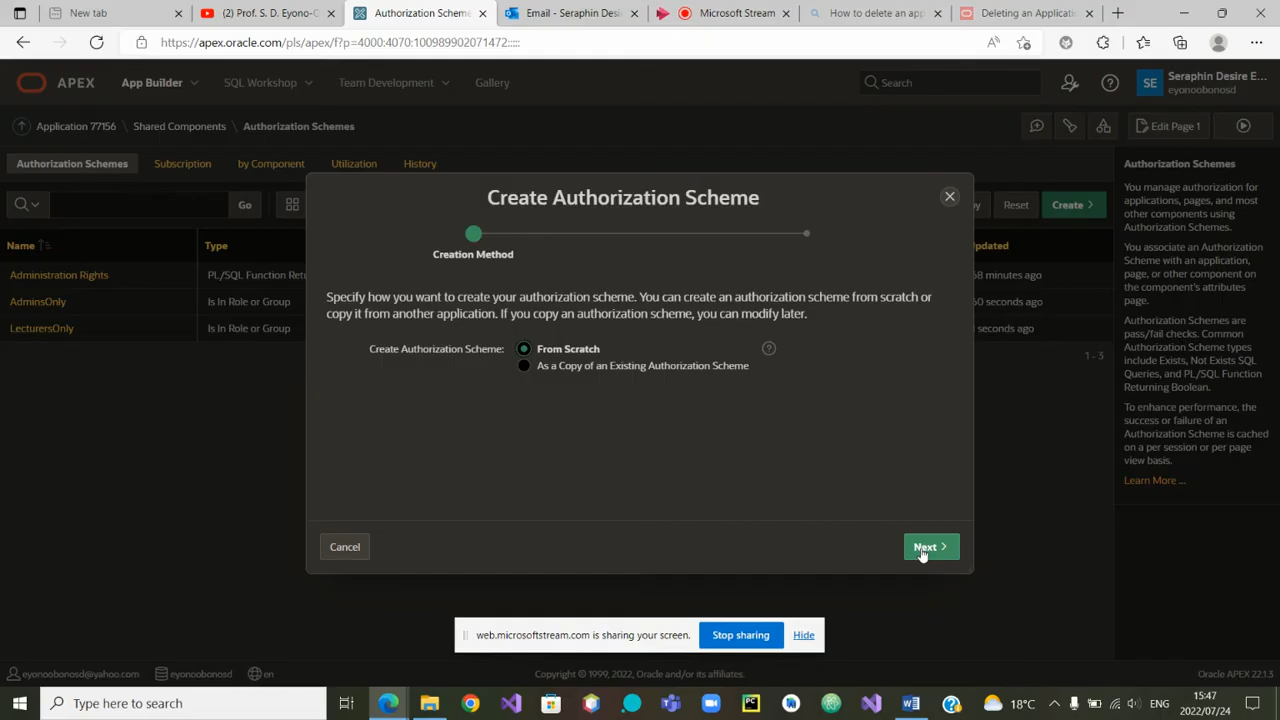 New tab
(2) Prof. S. D. Eyono-O
Authorization Scheme
Email - Seraphin Desire
Microsoft Stream
How to delete an app
Deleting an Applicati
https://apex.oracle.com/pls/apex/f?p=4000:4070:100989902071472:::::
APEX
App Builder
SQL Workshop
Team Development
Gallery
Search
SE
Seraphin Desire E...
eyonoobonosd
Application 77156
Shared Components
Authorization Schemes
Edit Page 1
Authorization Schemes
Subscription
by Component
Utilization
History
Go
Reset
Create
Name
Type
Administration Rights
PL/SQL Function Retu
68 minutes ago
AdminsOnly
Is In Role or Group
60 seconds ago
LecturersOnly
Is In Role or Group
seconds ago
1 - 3
Create Authorization Scheme
Creation Method
Specify how you want to create your authorization scheme. You can create an authorization scheme from scratch or
copy it from another application. If you copy an authorization scheme, you can modify later.
Create Authorization Scheme:
From Scratch
As a Copy of an Existing Authorization Scheme
Cancel
Next
Authorization Schemes
You manage authorization for
applications, pages, and most
other components using
Authorization Schemes.
You associate an Authorization
Scheme with an application,
page, or other component on
the component's attributes
page.
Authorization Schemes are
pass/fail checks. Common
Authorization Scheme types
include Exists, Not Exists SQL
Queries, and PL/SQL Function
Returning Boolean.
To enhance performance, the
success or failure of an
Authorization Scheme is cached
on a per session or per page
view basis.
Learn More ...
web.microsoftstream.com is sharing your screen.
Stop sharing
Hide
eyonoobonosd@yahoo.com
eyonoobonosd
en
Copyright © 1999, 2022, Oracle and/or its affiliates.
Oracle APEX 22.1.3
Type here to search
18°C
ENG
15:47
2022/07/24